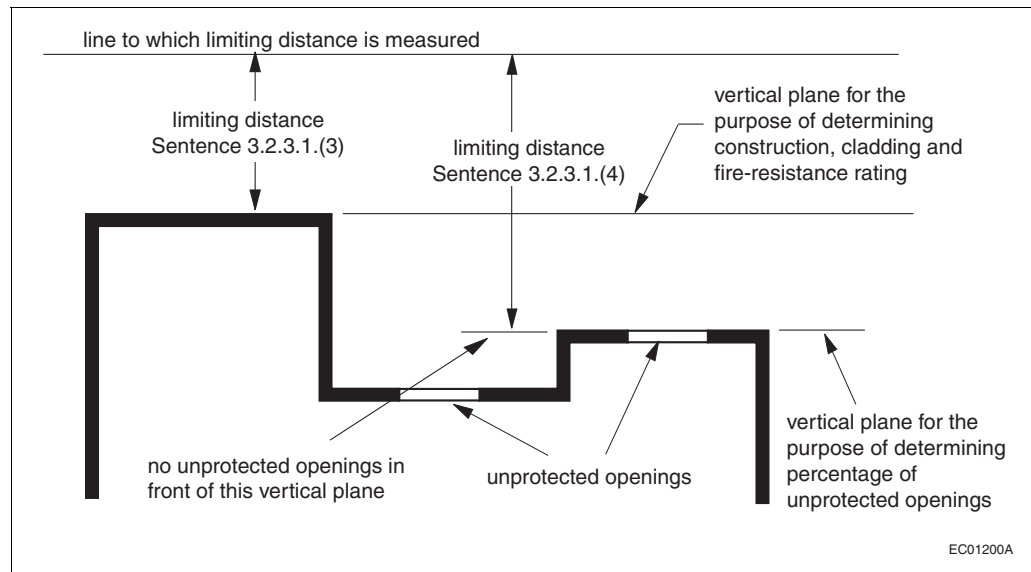 line to which limiting distance is measured
limiting distance
Sentence 3.2.3.1.(3)
limiting distance
Sentence 3.2.3.1.(4)
vertical plane for the
purpose of determining
construction, cladding and
fire-resistance rating
no unprotected openings in
front of this vertical plane
unprotected openings
vertical plane for the
purpose of determining
percentage of
unprotected openings
EC01200A